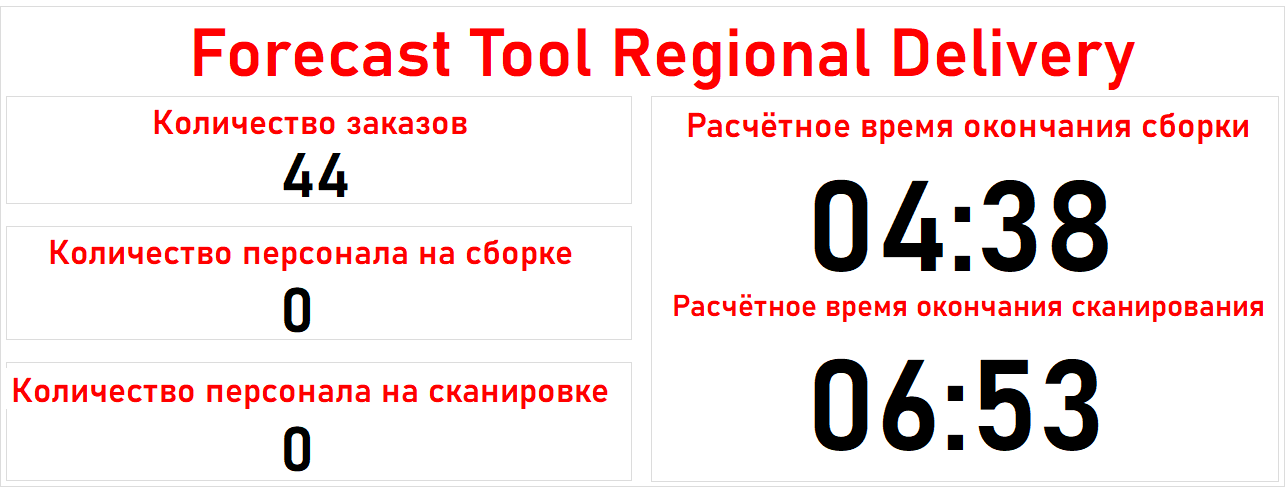 Forecast Tool Regional Delivery
Количество заказов
44
Количество персонала на сборке
0
Количество персонала на сканировке
0
Расчётное время окончания сборки
04:38
Расчётное время окончания сканирования
06:53